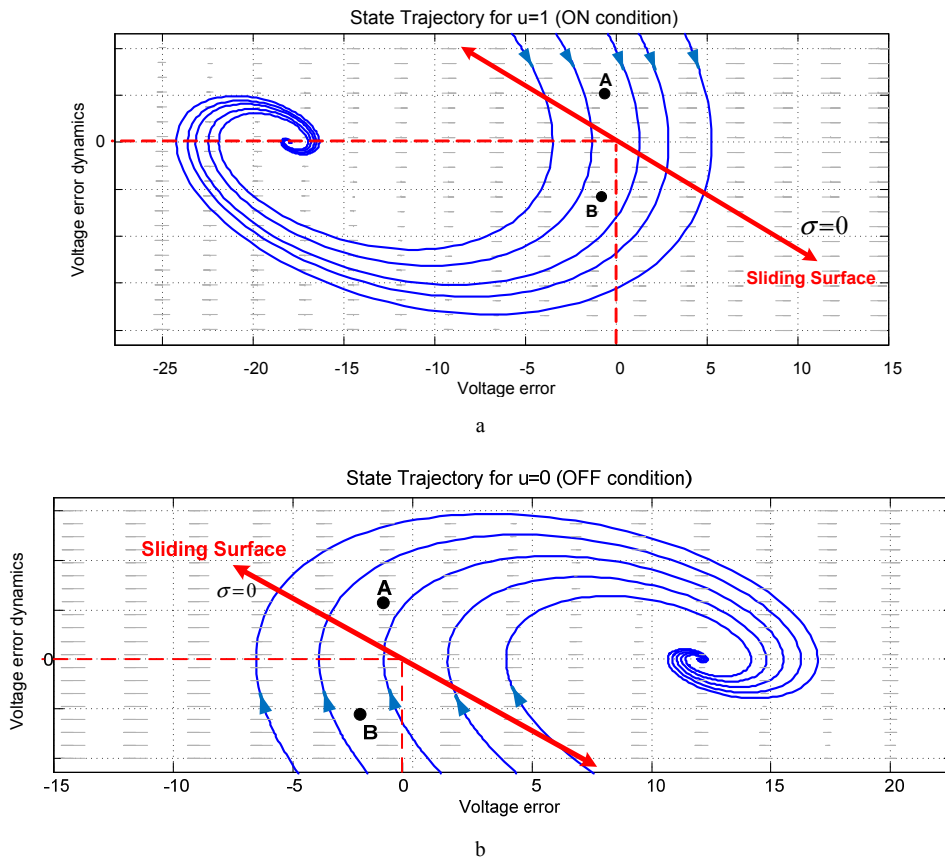 State Trajectory for u=1 (ON condition)
Voltage error dynamics
0
A
B
σ=0
Sliding Surface
-25 -20 -15 -10 -5 0 5 10 15
Voltage error
a
State Trajectory for u=0 (OFF condition)
Voltage error dynamics
Sliding Surface
σ=0
A
0
B
-15 -10 -5 0 5 10 15 20
Voltage error
b